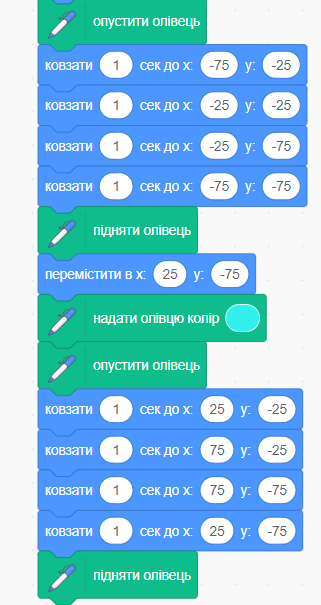 опустити олівець
ковзати 1 сек до x: -75 y: -25
ковзати 1 сек до x: -25 y: -25
ковзати 1 сек до x: -25 y: -75
ковзати 1 сек до x: -75 y: -75
підняти олівець
перемістити в x: 25 y: -75
надати олівцю колір
опустити олівець
ковзати 1 сек до x: 25 y: -25
ковзати 1 сек до x: 75 y: -25
ковзати 1 сек до x: 75 y: -75
ковзати 1 сек до x: 25 y: -75
підняти олівець